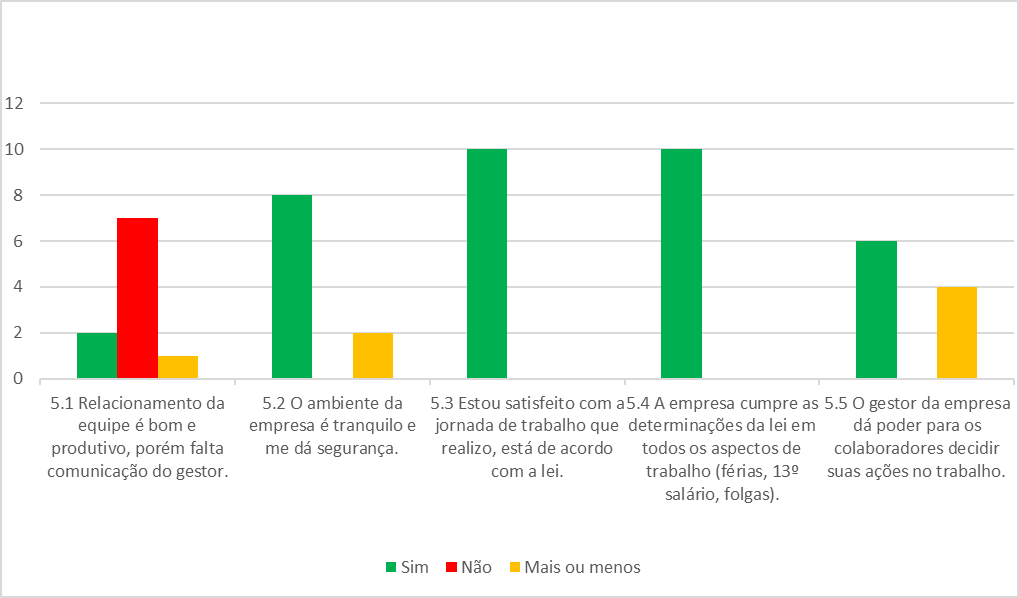 12
10
8
6
4
2
0
5.1 Relacionamento da
equipe é bom e
produtivo, porém falta
comunicação do gestor.
5.2 O ambiente da
empresa é tranquilo e
me dá segurança.
5.3 Estou satisfeito com a
jornada de trabalho que
realizo, está de acordo
com a lei.
5.4 A empresa cumpre as
determinações da lei em
todos os aspectos de
trabalho (férias, 13º
salário, folgas).
5.5 O gestor da empresa
dá poder para os
colaboradores decidir
suas ações no trabalho.
Sim Não Mais ou menos